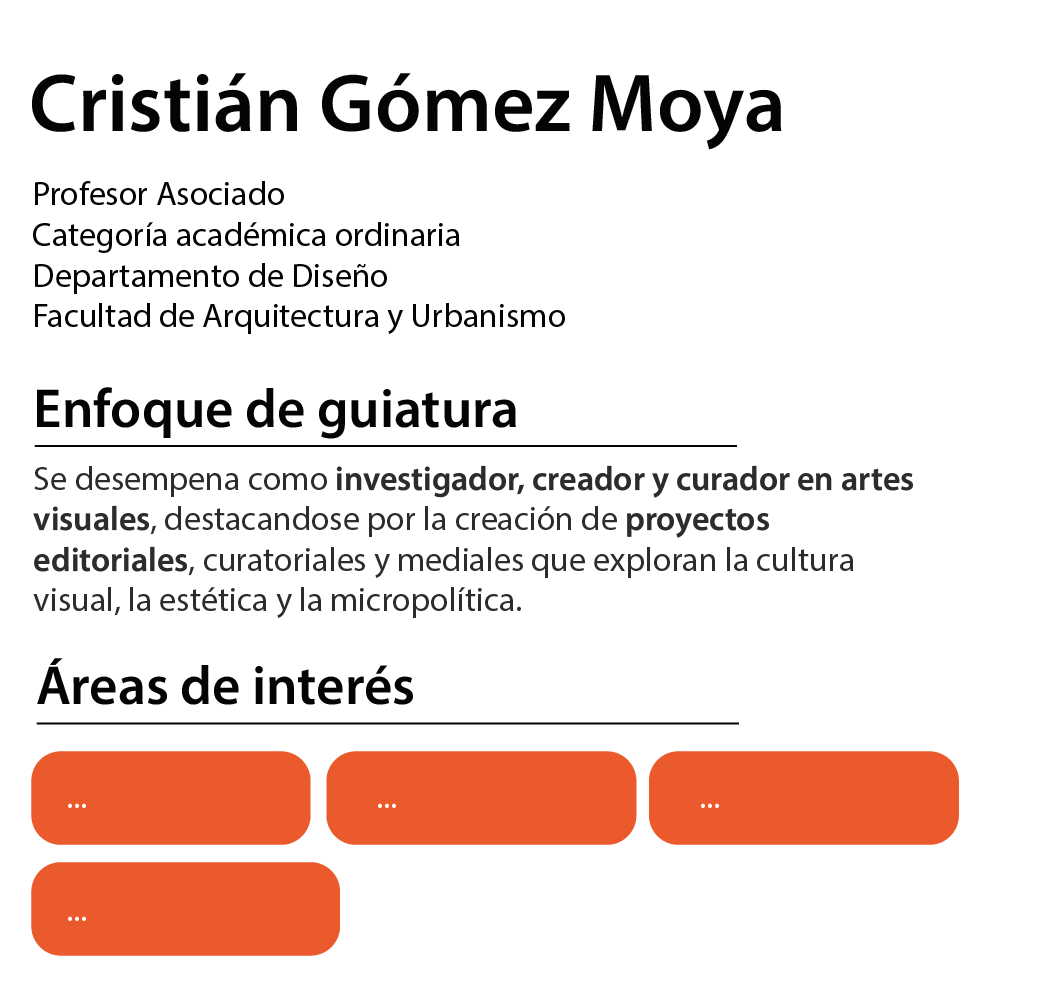 Cristián Gómez Moya
Profesor Asociado
Categoría académica ordinaria
Departamento de Diseño
Facultad de Arquitectura y Urbanismo
Enfoque de guiatura
Se desempena como investigador, creador y curador en artes
visuales, destacandose por la creación de proyectos
editoriales, curatoriales y mediales que exploran la cultura
visual, la estética y la micropolítica.
Áreas de interés
... ... ...
...